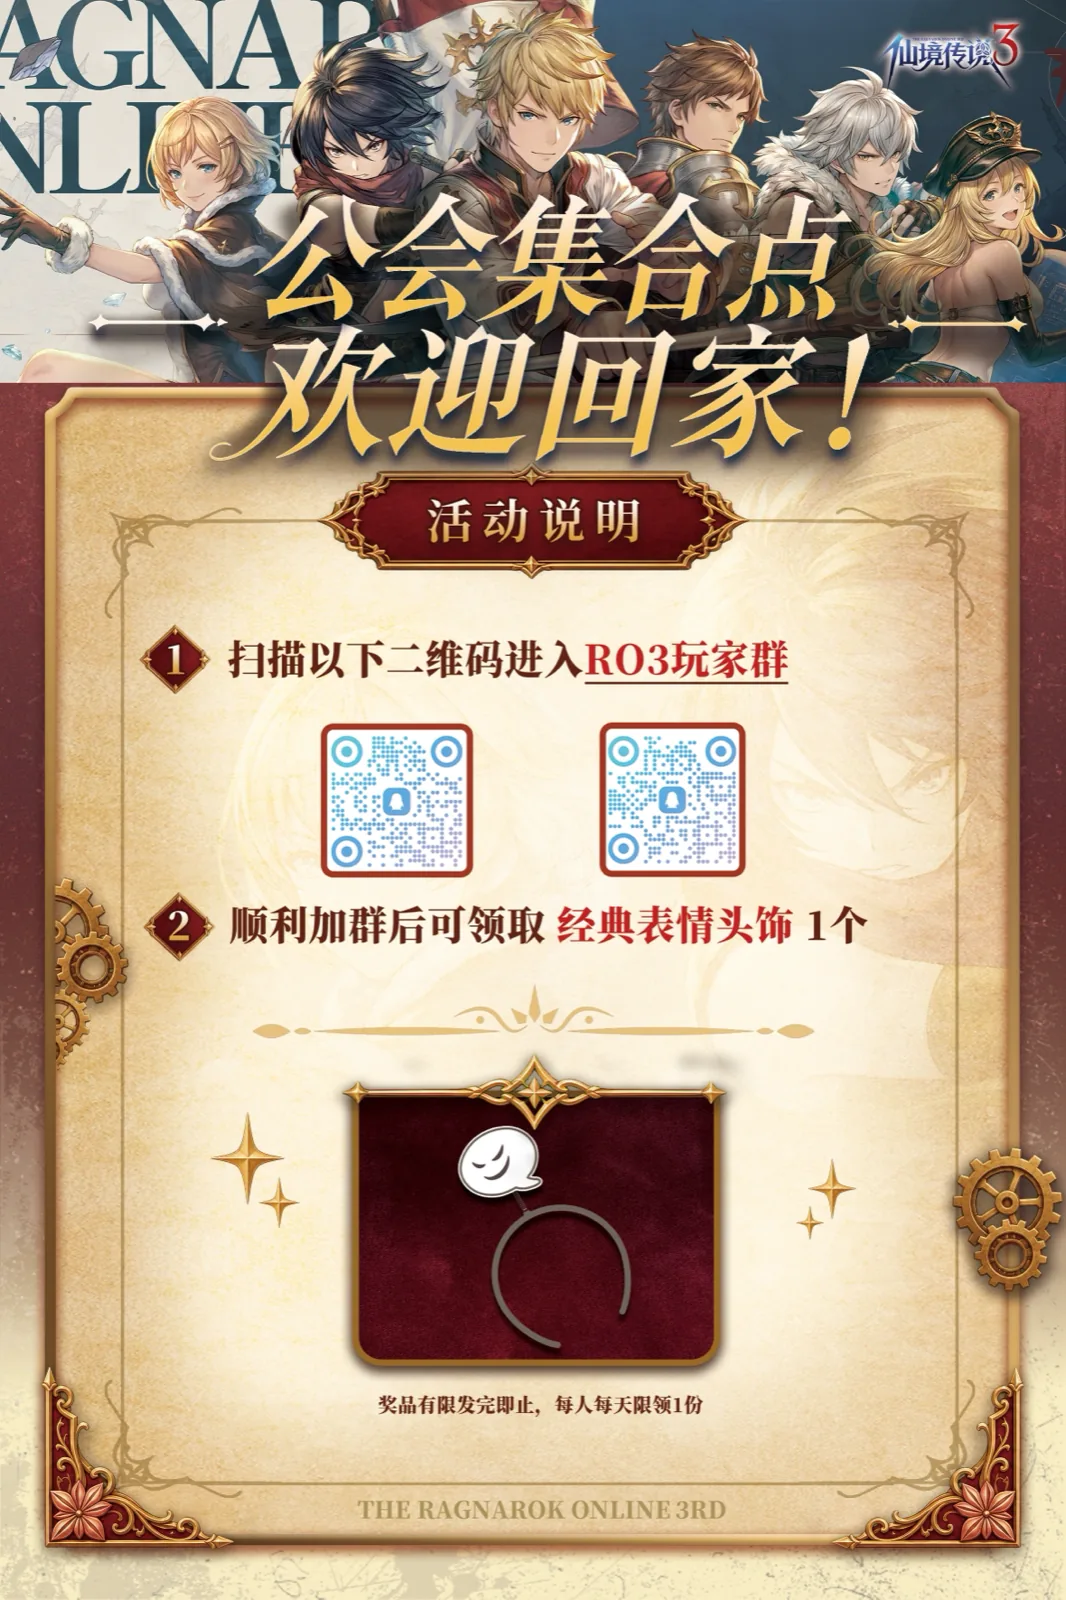 仙境传说3
公会集合点
欢迎回家！
活动说明
1 扫描以下二维码进入RO3玩家群
2 顺利加群后可领取 经典表情头饰 1个
奖品有限发完即止，每人每天限领1份
THE RAGNAROK ONLINE 3RD